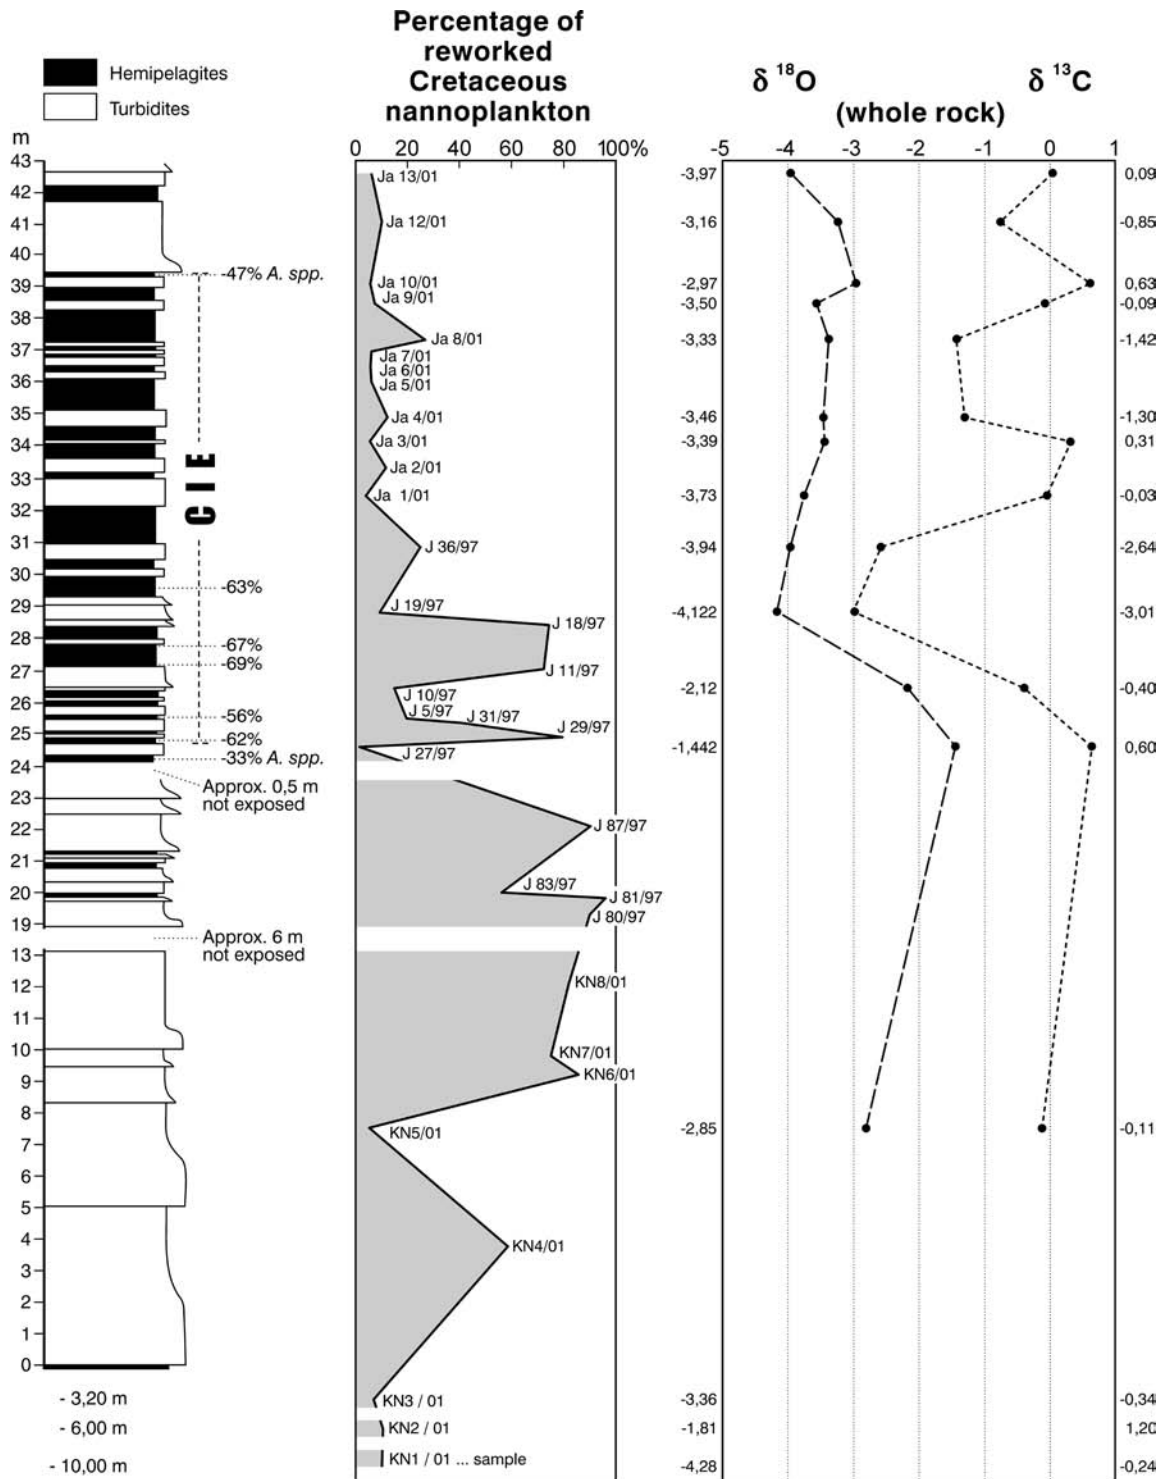 Percentage of
reworked
Cretaceous
nannoplankton
Hemipelagites
Turbidites
δ 18O
δ 13C
(whole rock)
m
0 20 40 60 80 100%
-5 -4 -3 -2 -1 0 1
43
42
41
40
39
38
37
36
35
34
33
32
31
30
29
28
27
26
25
24
23
22
21
20
19
13
12
11
10
9
8
7
6
5
4
3
2
1
0
- 3,20 m
- 6,00 m
- 10,00 m
-47% A. spp.
CIE
-63%
-67%
-69%
-56%
-62%
-33% A. spp.
Approx. 0,5 m
not exposed
Approx. 6 m
not exposed
Ja 13/01
Ja 12/01
Ja 10/01
Ja 9/01
Ja 8/01
Ja 7/01
Ja 6/01
Ja 5/01
Ja 4/01
Ja 3/01
Ja 2/01
Ja 1/01
J 36/97
J 19/97
J 18/97
J 11/97
J 10/97
J 5/97
J 31/97
J 29/97
J 27/97
J 87/97
J 83/97
J 81/97
J 80/97
KN8/01
KN7/01
KN6/01
KN5/01
KN4/01
KN3 / 01
KN2 / 01
KN1 / 01 ... sample
-3,97
-3,16
-2,97
-3,50
-3,33
-3,46
-3,39
-3,73
-3,94
-4,122
-2,12
-1,442
-2,85
-3,36
-1,81
-4,28
0,09
-0,85
0,63
-0,09
-1,42
-1,30
0,31
-0,03
-2,64
-3,01
-0,40
0,60
-0,11
-0,34
1,20
-0,24